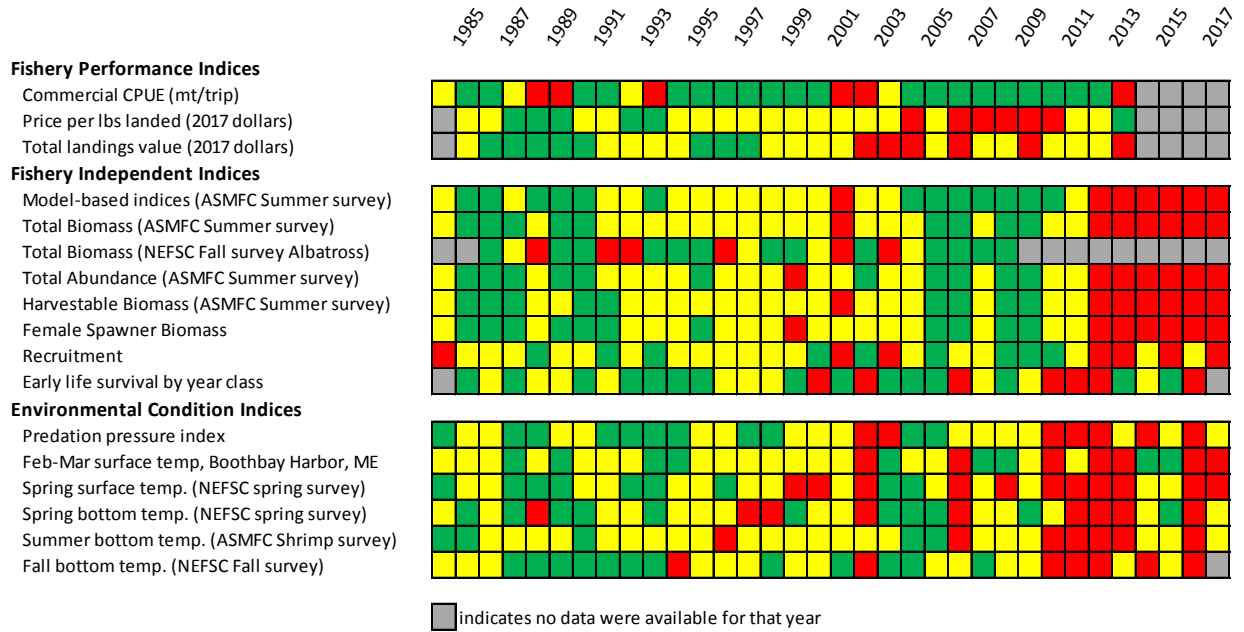 1985 1987 1989 1991 1993 1995 1997 1999 2001 2003 2005 2007 2009 2011 2013 2015 2017
Fishery Performance Indices
Commercial CPUE (mt/trip)
Price per lbs landed (2017 dollars)
Total landings value (2017 dollars)
Fishery Independent Indices
Model-based indices (ASMFC Summer survey)
Total Biomass (ASMFC Summer survey)
Total Biomass (NEFSC Fall survey Albatross)
Total Abundance (ASMFC Summer survey)
Harvestable Biomass (ASMFC Summer survey)
Female Spawner Biomass
Recruitment
Early life survival by year class
Environmental Condition Indices
Predation pressure index
Feb-Mar surface temp, Boothbay Harbor, ME
Spring surface temp. (NEFSC spring survey)
Spring bottom temp. (NEFSC spring survey)
Summer bottom temp. (ASMFC Shrimp survey)
Fall bottom temp. (NEFSC Fall survey)
indicates no data were available for that year